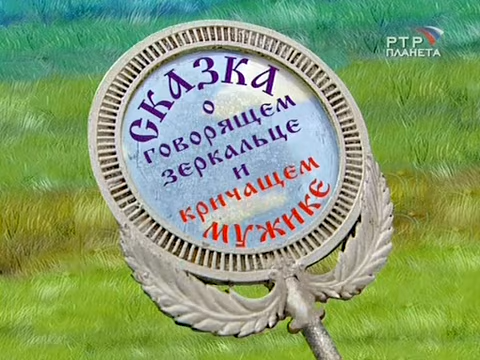 РТР
ПЛАНЕТА
СКАЗКА
о
говорящем
зеркальце
и
кричащем
мужике